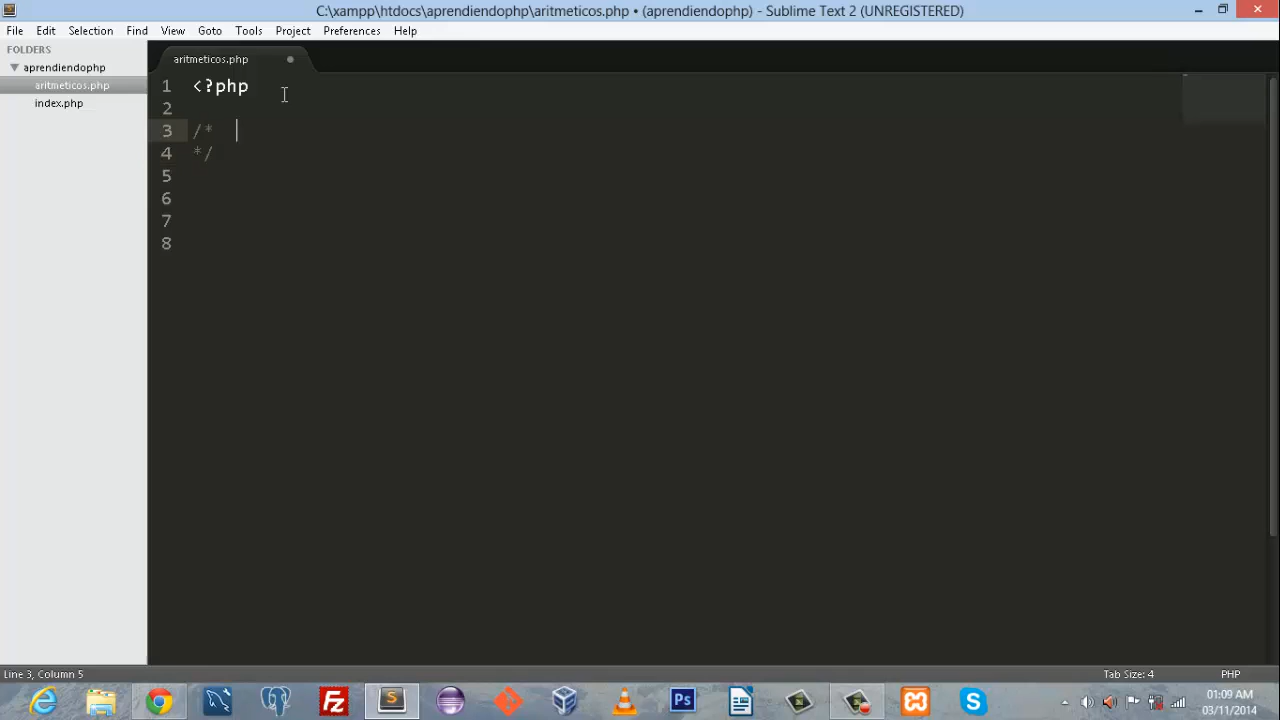 C:\xampp\htdocs\aprendiendophp\aritmeticos.php • (aprendiendophp) - Sublime Text 2 (UNREGISTERED)
File Edit Selection Find View Goto Tools Project Preferences Help
FOLDERS
aprendiendophp
aritmeticos.php
index.php
aritmeticos.php
1 <?php
2
3 /*
4 */
5
6
7
8
Line 3, Column 5
Tab Size: 4
PHP
Ps
01:09 AM
03/11/2014